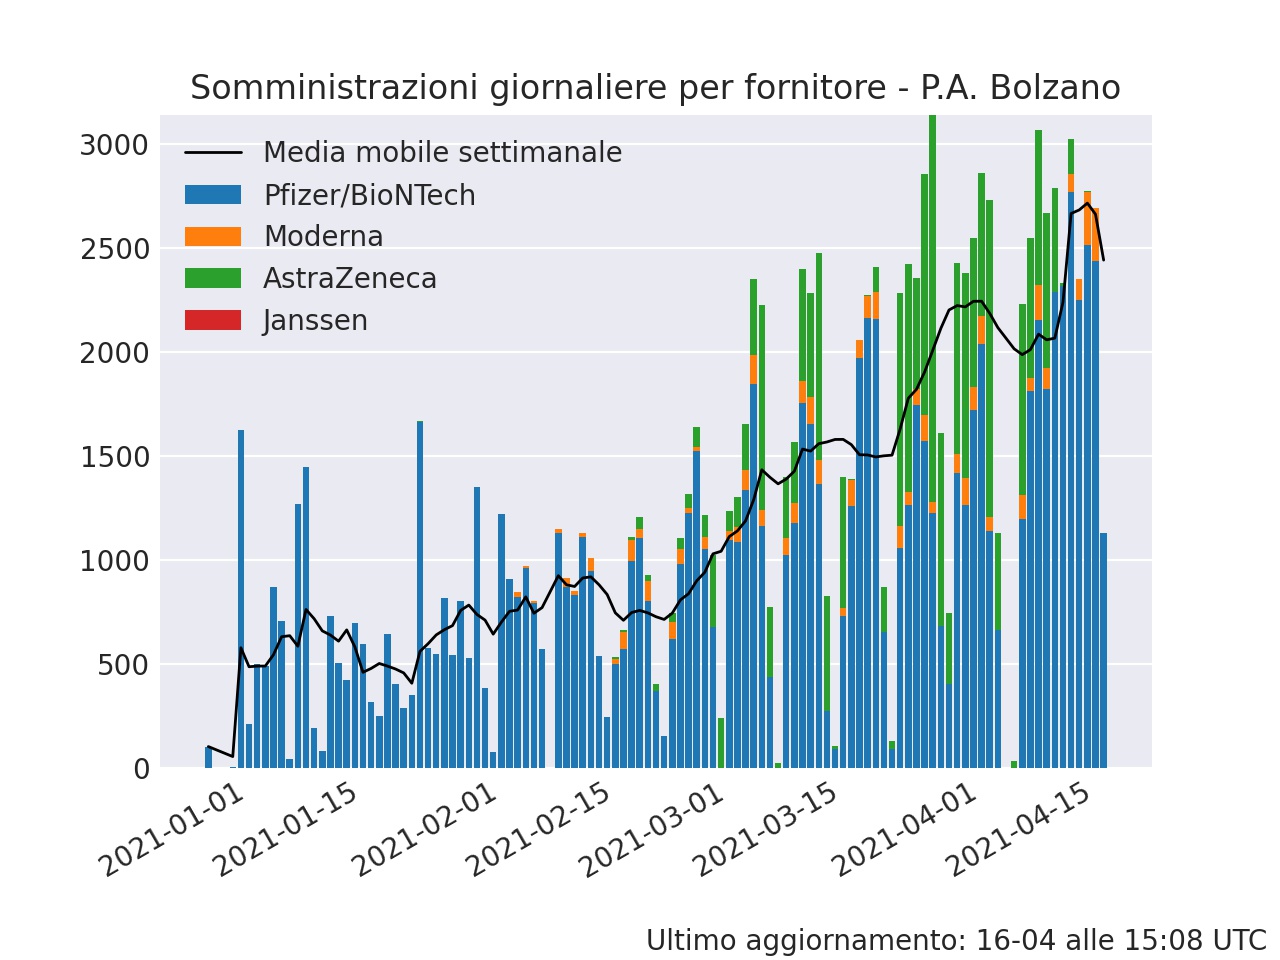 Somministrazioni giornaliere per fornitore - P.A. Bolzano
Media mobile settimanale
Pfizer/BioNTech
Moderna
AstraZeneca
Janssen
3000
2500
2000
1500
1000
500
0
2021-01-01
2021-01-15
2021-02-01
2021-02-15
2021-03-01
2021-03-15
2021-04-01
2021-04-15
Ultimo aggiornamento: 16-04 alle 15:08 UTC